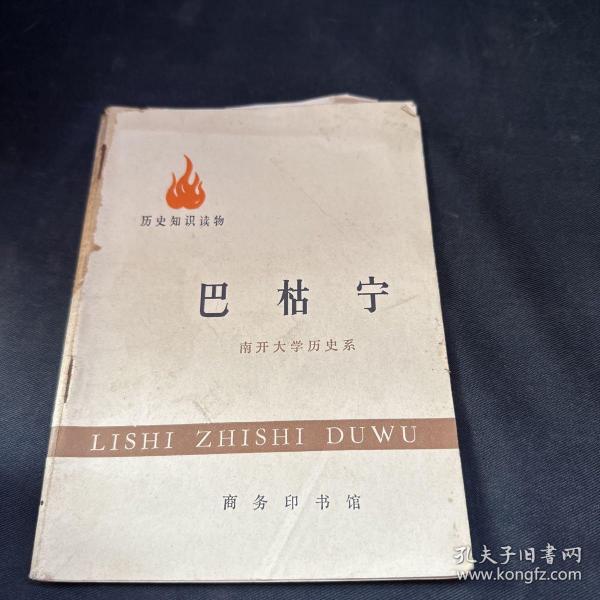 历史知识读物
巴枯宁
南开大学历史系
LISHI ZHISHI DUWU
商务印书馆
孔夫子旧书网
www.kongfz.com